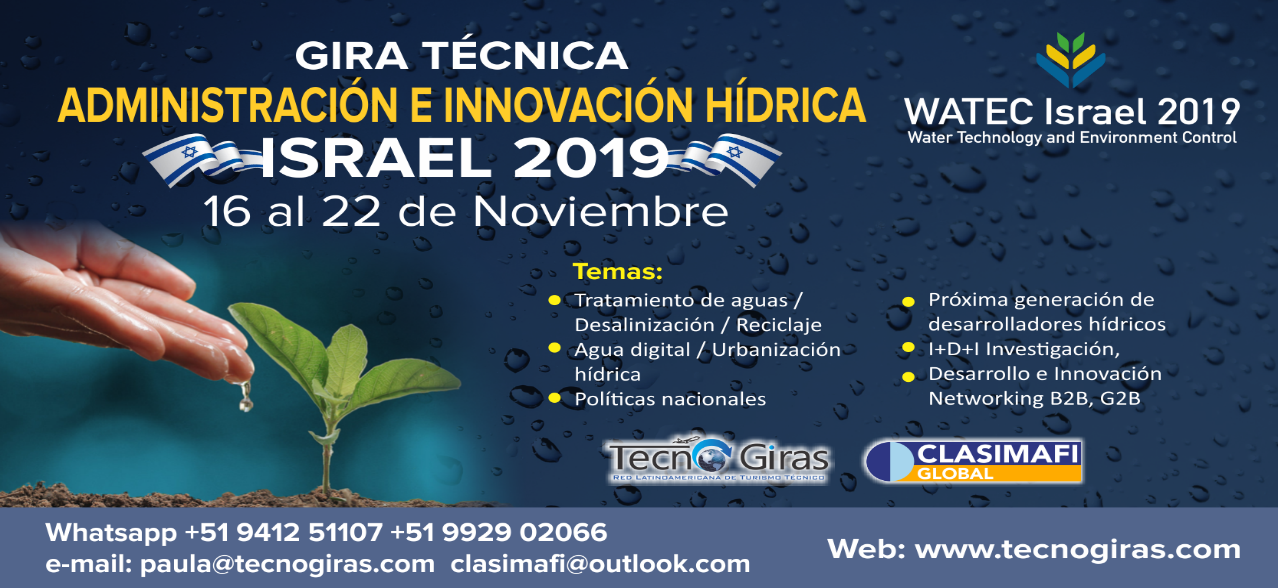 GIRA TÉCNICA
ADMINISTRACIÓN E INNOVACIÓN HÍDRICA
ISRAEL 2019
16 al 22 de Noviembre
WATEC Israel 2019
Water Technology and Environment Control
Temas:
Tratamiento de aguas /
Desalinización / Reciclaje
Agua digital / Urbanización
hídrica
Políticas nacionales
Próxima generación de
desarrolladores hídricos
I+D+I Investigación,
Desarrollo e Innovación
Networking B2B, G2B
Tecno Giras
Red Latinoamericana de Turismo Técnico
CLASIMAFI
GLOBAL
Whatsapp +51 9412 51107 +51 9929 02066
e-mail: paula@tecnogiras.com clasimafi@outlook.com
Web: www.tecnogiras.com